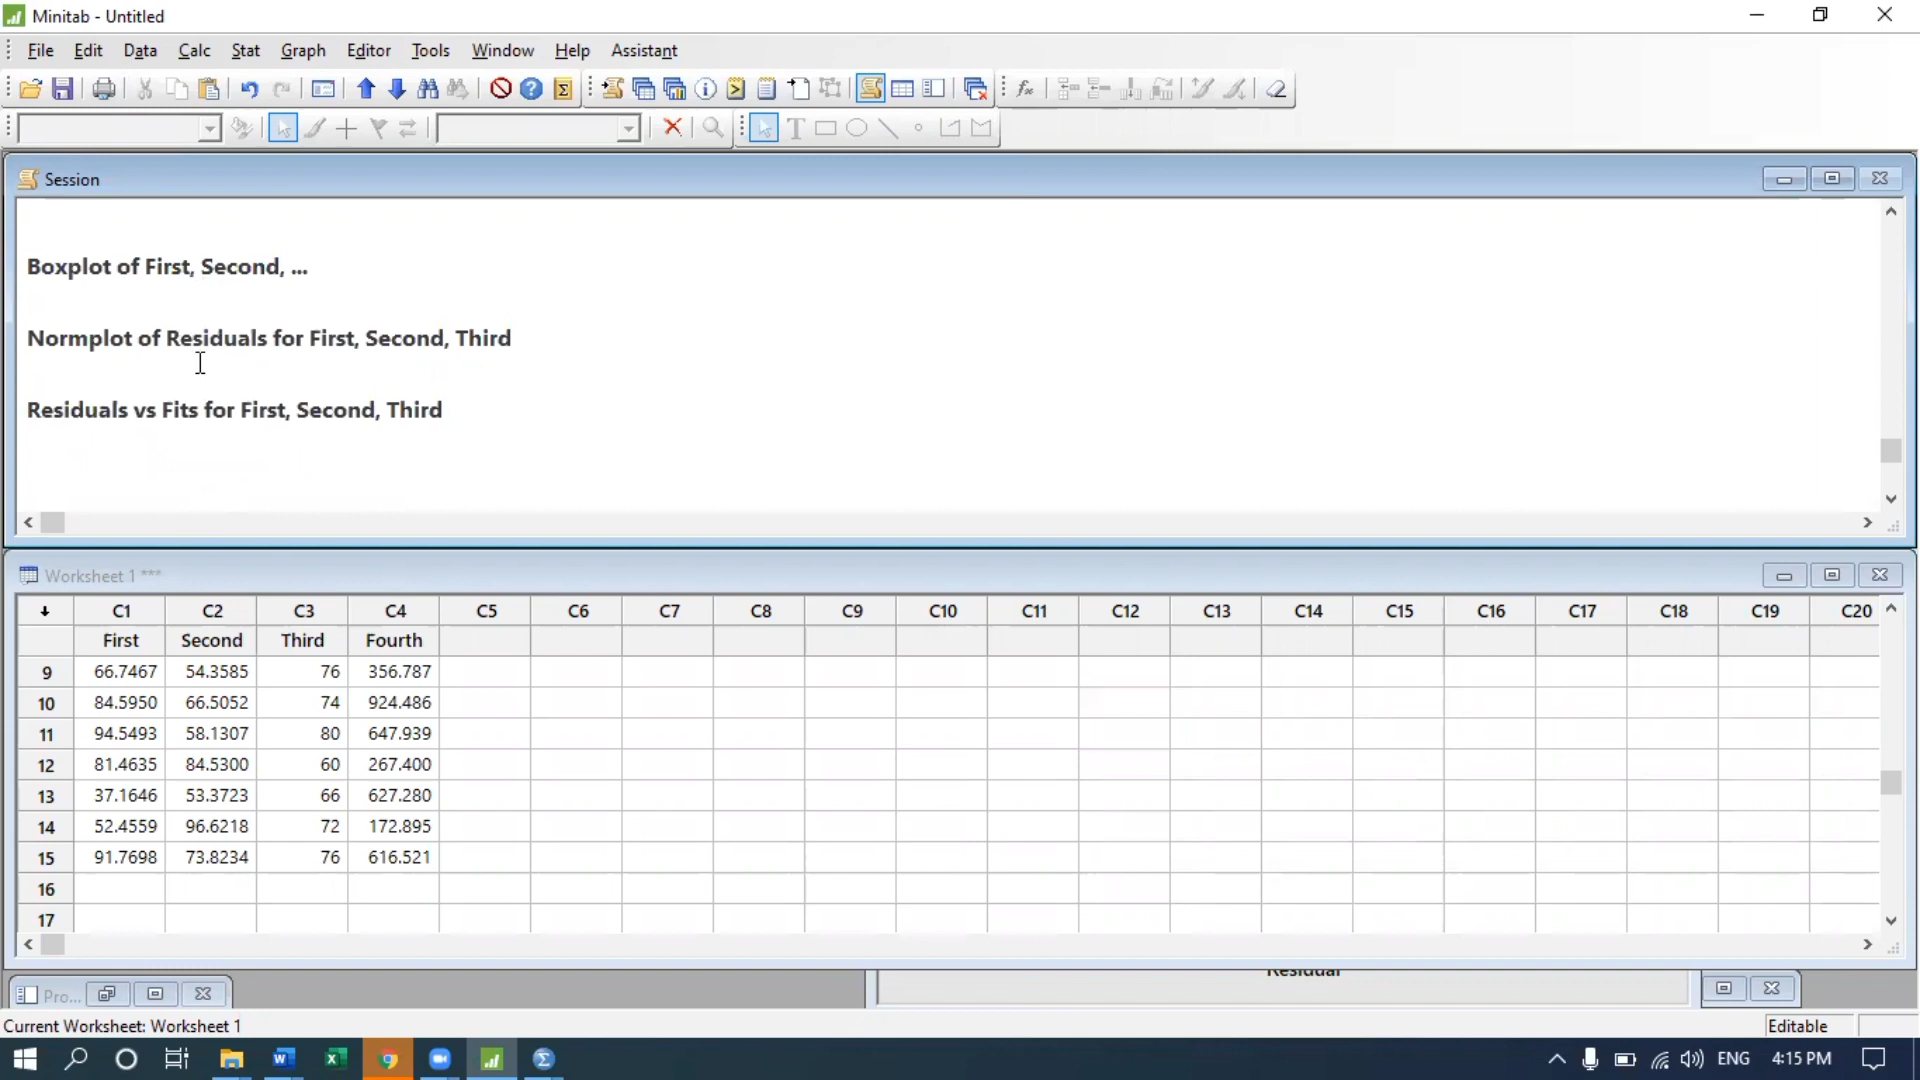 Minitab - Untitled
File Edit Data Calc Stat Graph Editor Tools Window Help Assistant
Session
Boxplot of First, Second, ...
Normplot of Residuals for First, Second, Third
Residuals vs Fits for First, Second, Third
Worksheet 1 ***
C1 C2 C3 C4 C5 C6 C7 C8 C9 C10 C11 C12 C13 C14 C15 C16 C17 C18 C19 C20
First Second Third Fourth
9 66.7467 54.3585 76 356.787
10 84.5950 66.5052 74 924.486
11 94.5493 58.1307 80 647.939
12 81.4635 84.5300 60 267.400
13 37.1646 53.3723 66 627.280
14 52.4559 96.6218 72 172.895
15 91.7698 73.8234 76 616.521
16
17
Residual
Pro...
Current Worksheet: Worksheet 1 Editable
ENG 4:15 PM